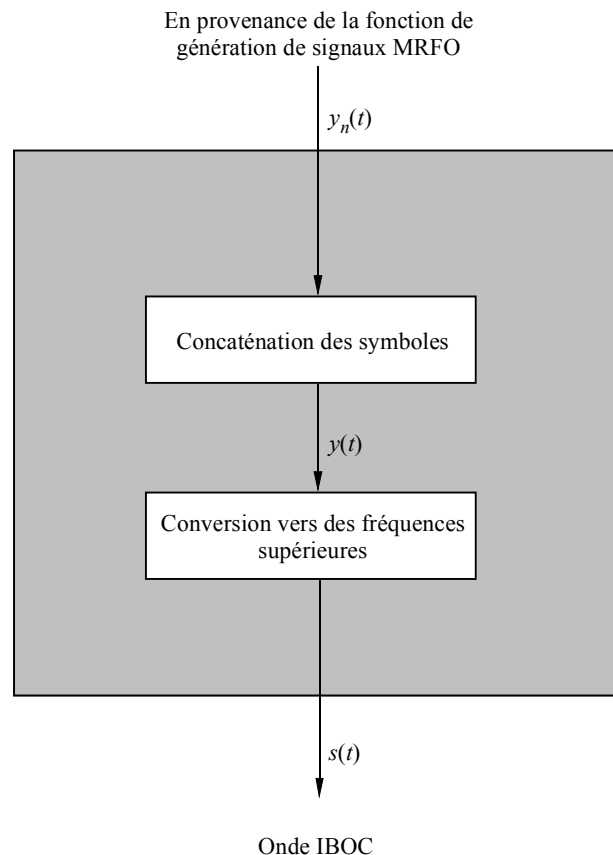 En provenance de la fonction de
génération de signaux MRFO
yn(t)
Concaténation des symboles
y(t)
Conversion vers des fréquences
supérieures
s(t)
Onde IBOC